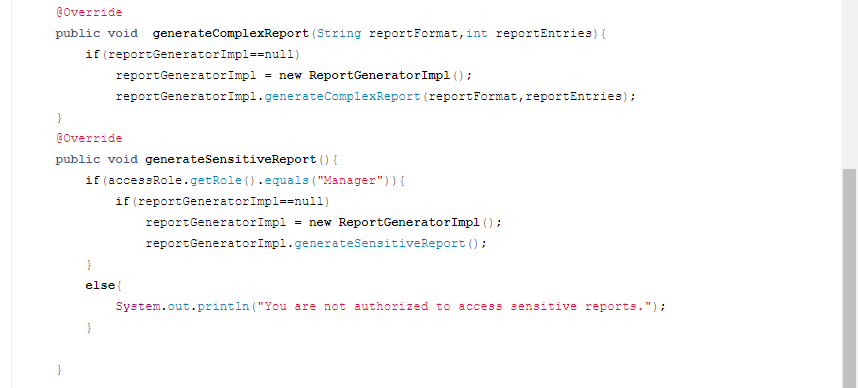 @Override
public void  generateComplexReport(String reportFormat,int reportEntries){
if(reportGeneratorImpl==null)
reportGeneratorImpl = new ReportGeneratorImpl();
reportGeneratorImpl.generateComplexReport(reportFormat,reportEntries);
}
@Override
public void generateSensitiveReport(){
if(accessRole.getRole().equals("Manager")){
if(reportGeneratorImpl==null)
reportGeneratorImpl = new ReportGeneratorImpl();
reportGeneratorImpl.generateSensitiveReport();
}
else{
System.out.println("You are not authorized to access sensitive reports.");
}
}